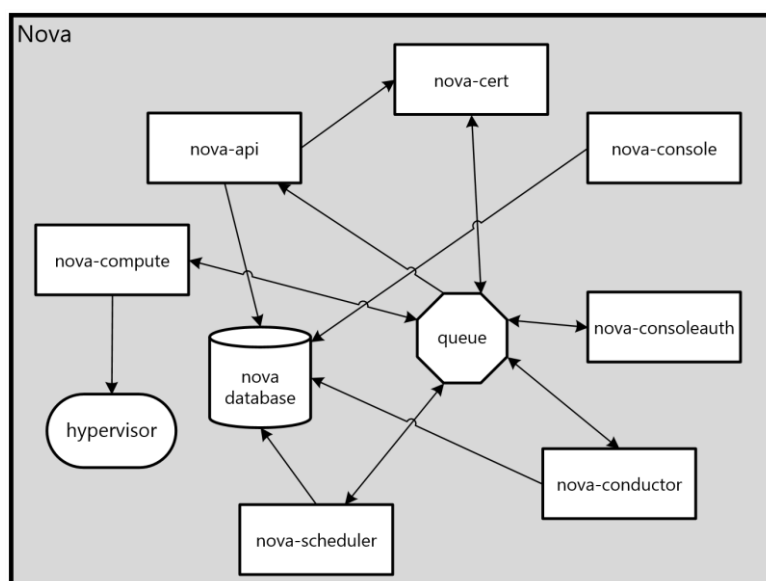 Nova
nova-cert
nova-api
nova-console
nova-compute
queue
nova-consoleauth
nova
database
hypervisor
nova-conductor
nova-scheduler